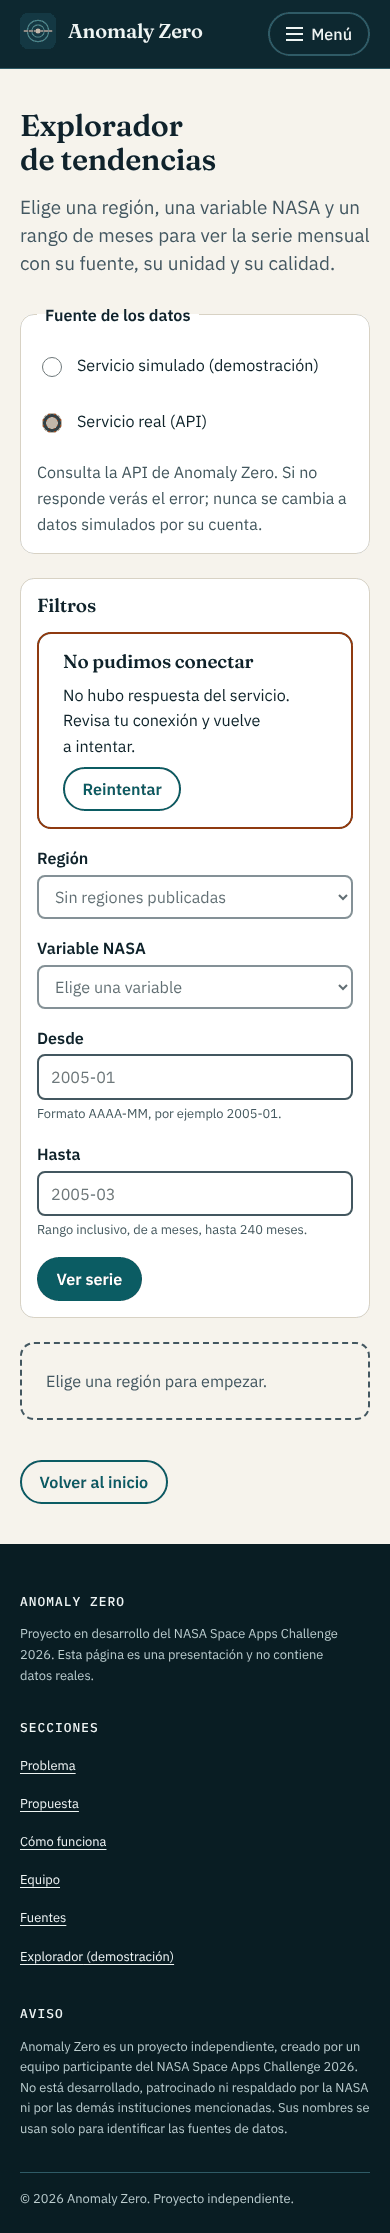 Anomaly Zero
Menú
Explorador
de tendencias
Elige una región, una variable NASA y un
rango de meses para ver la serie mensual
con su fuente, su unidad y su calidad.
Fuente de los datos
Servicio simulado (demostración)
Servicio real (API)
Consulta la API de Anomaly Zero. Si no
responde verás el error; nunca se cambia a
datos simulados por su cuenta.
Filtros
No pudimos conectar
No hubo respuesta del servicio.
Revisa tu conexión y vuelve
a intentar.
Reintentar
Región
Sin regiones publicadas
Variable NASA
Elige una variable
Desde
2005-01
Formato AAAA-MM, por ejemplo 2005-01.
Hasta
2005-03
Rango inclusivo, de a meses, hasta 240 meses.
Ver serie
Elige una región para empezar.
Volver al inicio
ANOMALY ZERO
Proyecto en desarrollo del NASA Space Apps Challenge
2026. Esta página es una presentación y no contiene
datos reales.
SECCIONES
Problema
Propuesta
Cómo funciona
Equipo
Fuentes
Explorador (demostración)
AVISO
Anomaly Zero es un proyecto independiente, creado por un
equipo participante del NASA Space Apps Challenge 2026.
No está desarrollado, patrocinado ni respaldado por la NASA
ni por las demás instituciones mencionadas. Sus nombres se
usan solo para identificar las fuentes de datos.
© 2026 Anomaly Zero. Proyecto independiente.